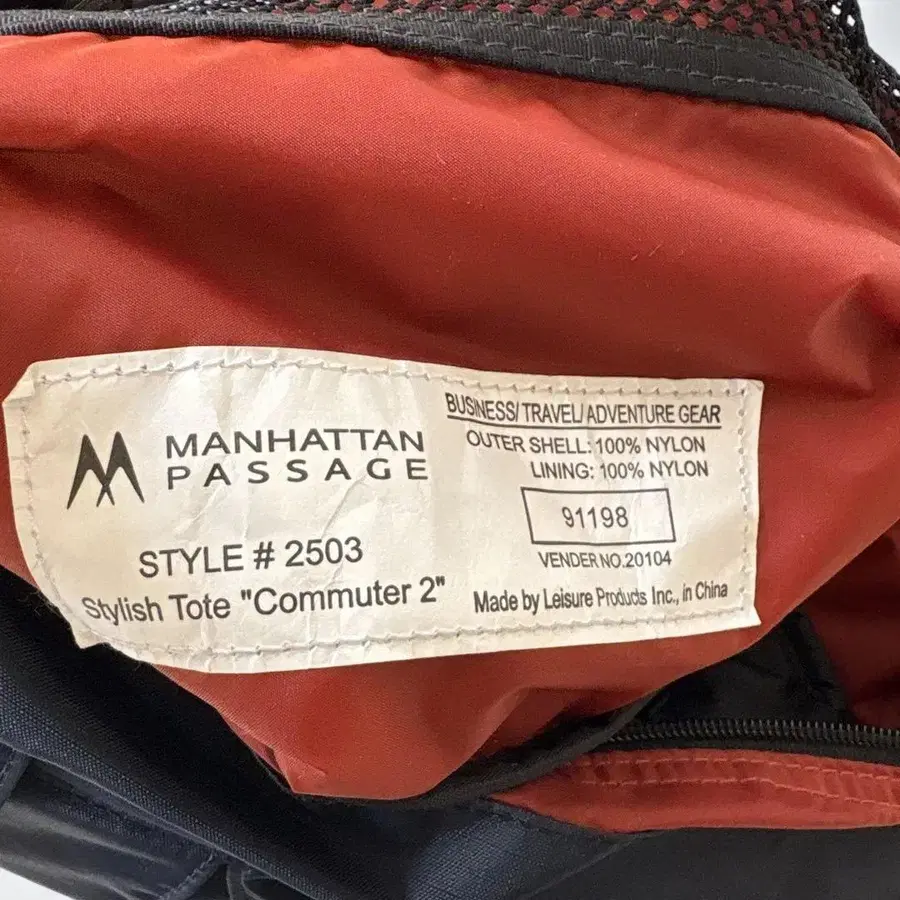 MANHATTAN
PASSAGE
STYLE # 2503
Stylish Tote "Commuter 2"
BUSINESS/ TRAVEL/ ADVENTURE GEAR
OUTER SHELL: 100% NYLON
LINING: 100% NYLON
91198
VENDER NO. 20104
Made by Leisure Products Inc., in China